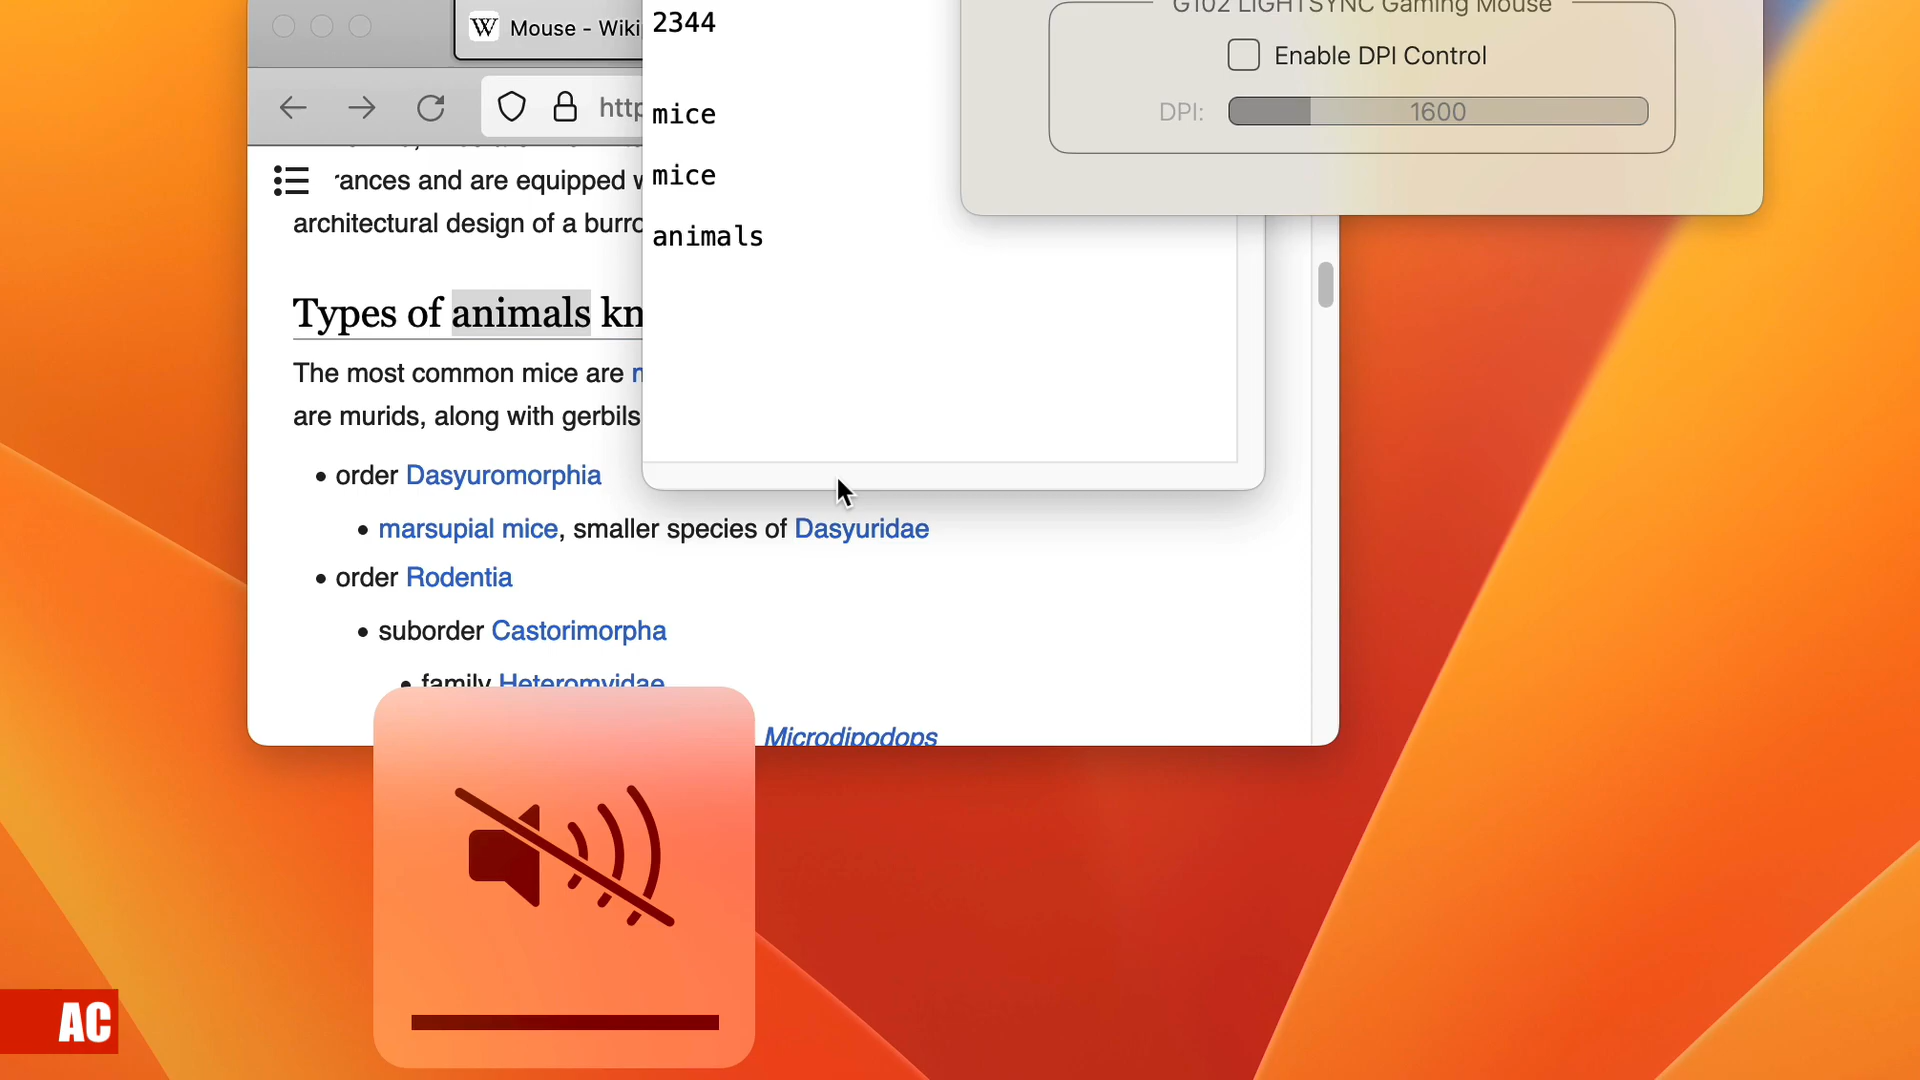 Mouse - Wiki
http
rances and are equipped w
architectural design of a burro
Types of animals kn
The most common mice are
are murids, along with gerbils
• order Dasyuromorphia
• marsupial mice, smaller species of Dasyuridae
• order Rodentia
• suborder Castorimorpha
• family Heteromyidae
Microdipodops
2344
mice
mice
animals
G102 LIGHTSYNC Gaming Mouse
Enable DPI Control
DPI: 1600
AC